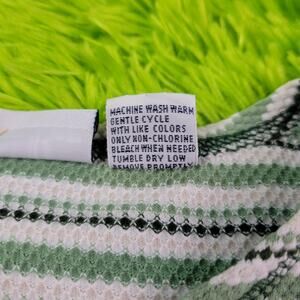 MACHINE WASH WARM
GENTLE CYCLE
WITH LIKE COLORS
ONLY NON-CHLORINE
BLEACH WHEN NEEDED
TUMBLE DRY LOW
REMOVE PROMPTLY